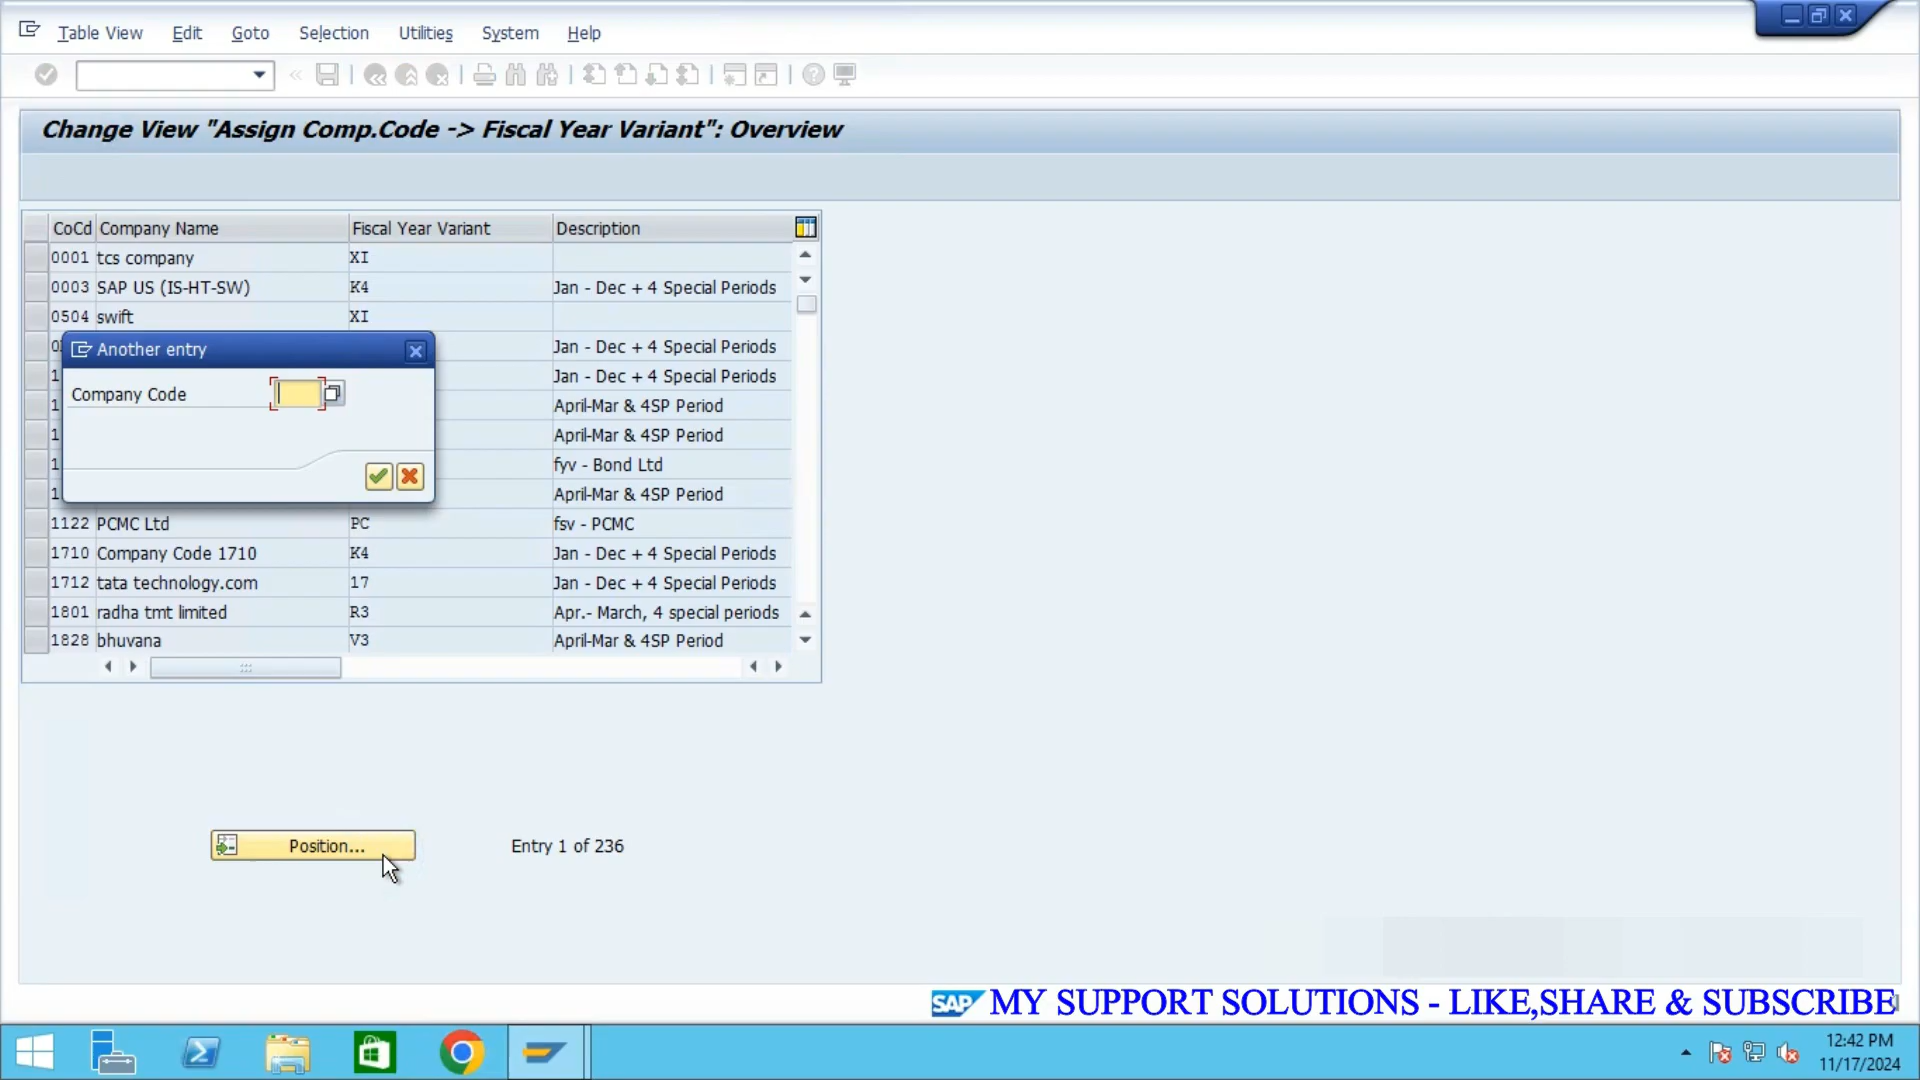 Table View Edit Goto Selection Utilities System Help
Change View "Assign Comp.Code -> Fiscal Year Variant": Overview
CoCd Company Name Fiscal Year Variant Description
0001 tcs company XI
0003 SAP US (IS-HT-SW) K4 Jan - Dec + 4 Special Periods
0504 swift XI
Jan - Dec + 4 Special Periods
Another entry
Jan - Dec + 4 Special Periods
Company Code
April-Mar & 4SP Period
April-Mar & 4SP Period
fyv - Bond Ltd
April-Mar & 4SP Period
1122 PCMC Ltd PC fsv - PCMC
1710 Company Code 1710 K4 Jan - Dec + 4 Special Periods
1712 tata technology.com 17 Jan - Dec + 4 Special Periods
1801 radha tmt limited R3 Apr.- March, 4 special periods
1828 bhuvana V3 April-Mar & 4SP Period
Position... Entry 1 of 236
SAP MY SUPPORT SOLUTIONS - LIKE,SHARE & SUBSCRIBE
12:42 PM
11/17/2024